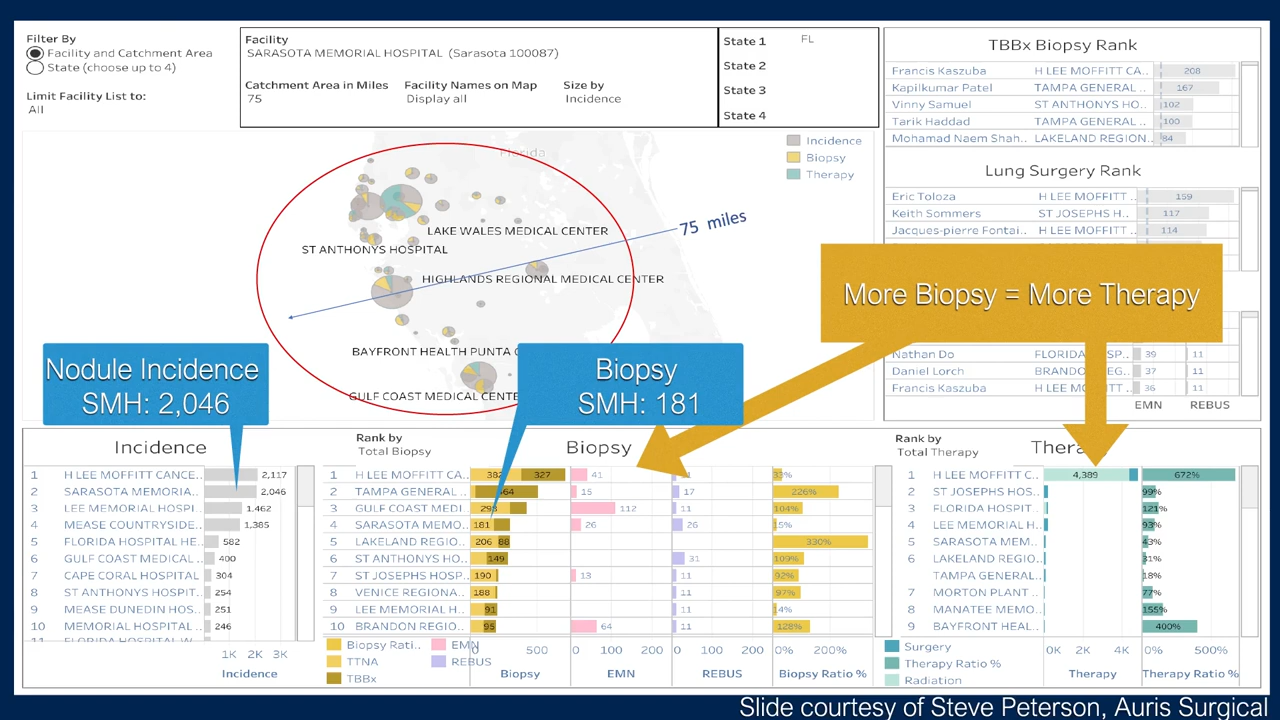 Filter By
Facility and Catchment Area
State (choose up to 4)
Limit Facility List to:
All
Facility
SARASOTA MEMORIAL HOSPITAL (Sarasota 100087)
Catchment Area in Miles
75
Facility Names on Map
Display all
Size by
Incidence
State 1 FL
State 2
State 3
State 4
TBBx Biopsy Rank
Francis Kaszuba H LEE MOFFITT CA.. 208
Kapilkumar Patel TAMPA GENERAL .. 167
Vinny Samuel ST ANTHONYS HO.. 102
Tarik Haddad TAMPA GENERAL .. 100
Mohamad Naem Shah.. LAKELAND REGION.. 84
Lung Surgery Rank
Eric Toloza H LEE MOFFITT .. 159
Keith Sommers ST JOSEPHS H.. 117
Jacques-pierre Fontai.. H LEE MOFFITT .. 114
Incidence
Biopsy
Therapy
Florida
75 miles
LAKE WALES MEDICAL CENTER
ST ANTHONYS HOSPITAL
HIGHLANDS REGIONAL MEDICAL CENTER
BAYFRONT HEALTH PUNTA
GULF COAST MEDICAL CENTE
More Biopsy = More Therapy
Nathan Do 39 11
Daniel Lorch 37 11
Francis Kaszuba 36 11
EMN REBUS
Nodule Incidence
SMH: 2,046
Biopsy
SMH: 181
Incidence
1 H LEE MOFFITT CANCE.. 2,117
2 SARASOTA MEMORIA.. 2,046
3 LEE MEMORIAL HOSPI.. 1,462
4 MEASE COUNTRYSIDE.. 1,385
5 FLORIDA HOSPITAL HE.. 582
6 GULF COAST MEDICAL .. 400
7 CAPE CORAL HOSPITAL 304
8 ST ANTHONYS HOSPIT.. 254
9 MEASE DUNEDIN HOS.. 251
10 MEMORIAL HOSPITAL 246
1K 2K 3K
Incidence
Rank by
Total Biopsy
Biopsy
1 H LEE MOFFITT CA.. 382 327 41
2 TAMPA GENERAL .. 15 17 226%
3 GULF COAST MEDI.. 112 11 104%
4 SARASOTA MEMO.. 181 26 26
5 LAKELAND REGIO.. 206 88 330%
6 ST ANTHONYS HO.. 149 31 109%
7 ST JOSEPHS HOSP.. 190 13 11 92%
8 VENICE REGIONA.. 188 11 97%
9 LEE MEMORIAL H.. 91 11
10 BRANDON REGIO.. 95 64 11 128%
Biopsy Rati..
TTNA
TBBx
EMN
REBUS
0 500
Biopsy
0 100 200
EMN
0 100 200
REBUS
0% 200%
Biopsy Ratio %
Rank by
Total Therapy
Therap
1 H LEE MOFFITT C.. 4,389 672%
2 ST JOSEPHS HOS.. 99%
3 FLORIDA HOSPIT.. 121%
4 LEE MEMORIAL H.. 93%
5 SARASOTA MEM.. 43%
6 LAKELAND REGIO.. 31%
TAMPA GENERAL.. 18%
7 MORTON PLANT .. 77%
8 MANATEE MEMO.. 155%
9 BAYFRONT HEAL.. 400%
Surgery
Therapy Ratio %
Radiation
0K 2K 4K
Therapy
0% 500%
Therapy Ratio %
Slide courtesy of Steve Peterson, Auris Surgical